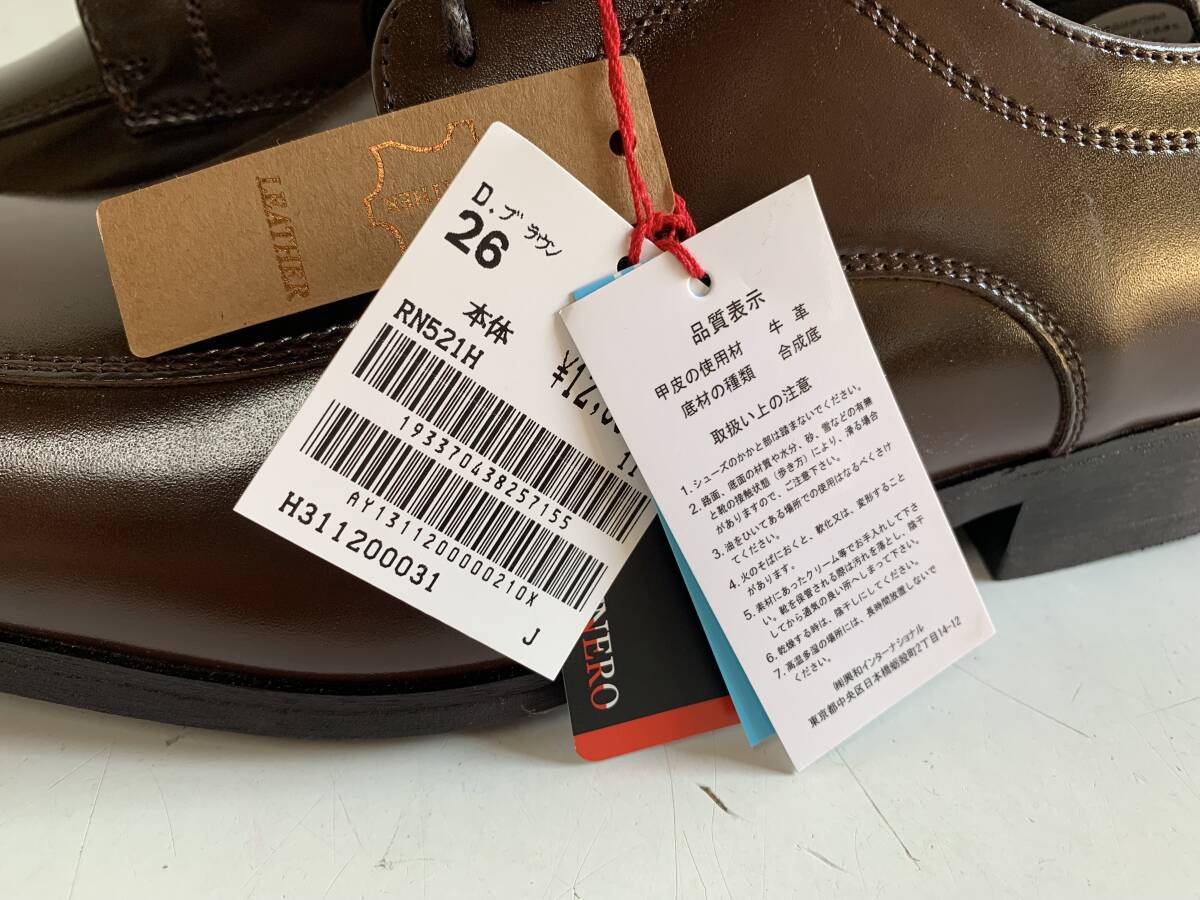 LEATHER
D.ブラウン
26
本体
RN521H
1933704382571 55
AY13112000021OX
H311200031
J
NERO
品質表示
甲皮の使用材 牛革
底材の種類 合成底
取扱い上の注意
1. シューズのかかと部は踏まないでください。
2. 路面、底面の材質や水分、砂、雪などの有無
と靴の接触状態(歩き方)により、滑る場合
がありますので、ご注意下さい。
3. 油をひいてある場所での使用はなるべくさけ
てください。
4. 火のそばにおくと、軟化又は、変形すること
があります。
5. 素材にあったクリーム等でお手入れして下さ
い。靴を保管される際は汚れを落とし、陰干
してから通気の良い所へしまって下さい。
6. 乾燥する時は、陰干しにしてください。
7. 高温多湿の場所には、長時間放置しないで
ください。
㈱興和インターナショナル
東京都中央区日本橋蛎殻町2丁目14-12